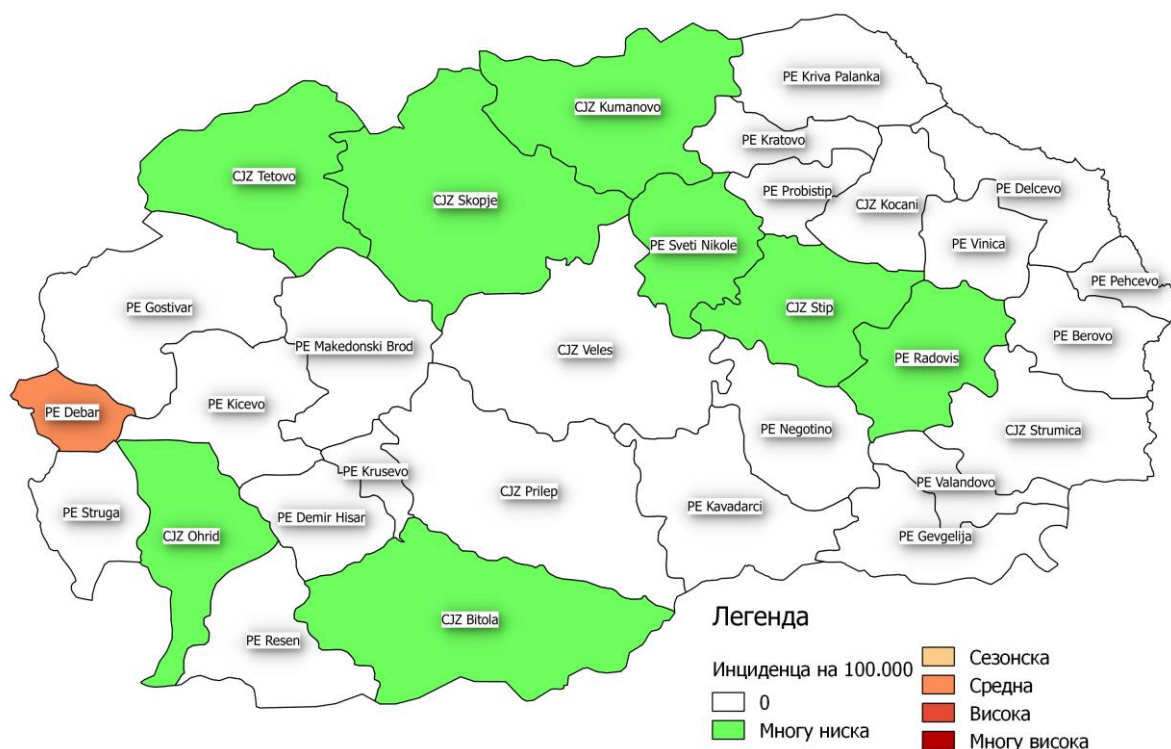 PE Kriva Palanka
CJZ Kumanovo
PE Kratovo
CJZ Tetovo
PE Probistip
PE Delcevo
CJZ Skopje
CJZ Kocani
PE Sveti Nikole
PE Vinica
PE Pehcevo
PE Gostivar
CJZ Stip
PE Berovo
PE Makedonski Brod
CJZ Veles
PE Radovis
PE Debar
PE Kicevo
PE Negotino
CJZ Strumica
PE Krusevo
PE Valandovo
CJZ Prilep
PE Struga
PE Demir Hisar
PE Kavadarci
CJZ Ohrid
PE Gevgelija
CJZ Bitola
PE Resen
Легенда
Инциденца на 100.000
0
Многу ниска
Сезонска
Средна
Висока
Многу висока